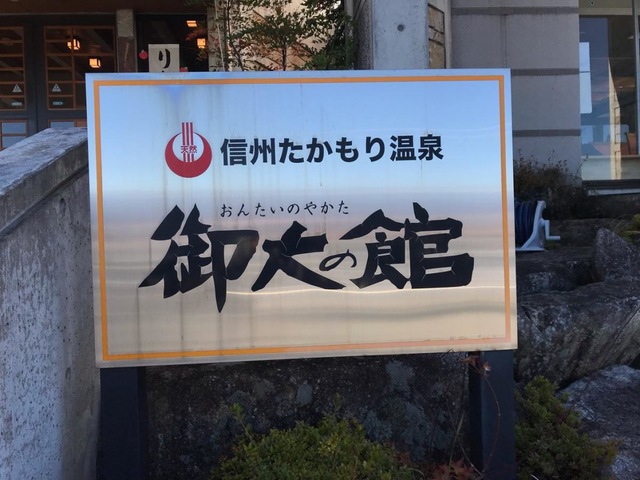 り
天然
信州たかもり温泉
おんたいのやかた
御大の館